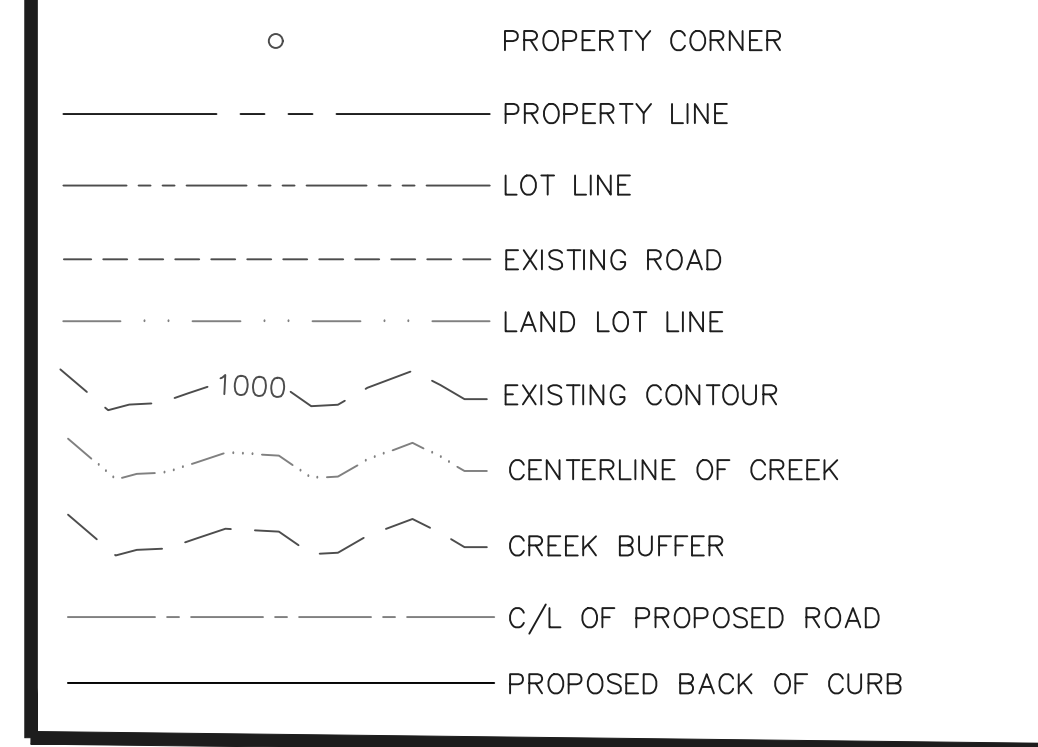 PROPERTY CORNER
PROPERTY LINE
LOT LINE
EXISTING ROAD
LAND LOT LINE
1000 EXISTING CONTOUR
CENTERLINE OF CREEK
CREEK BUFFER
C/L OF PROPOSED ROAD
PROPOSED BACK OF CURB